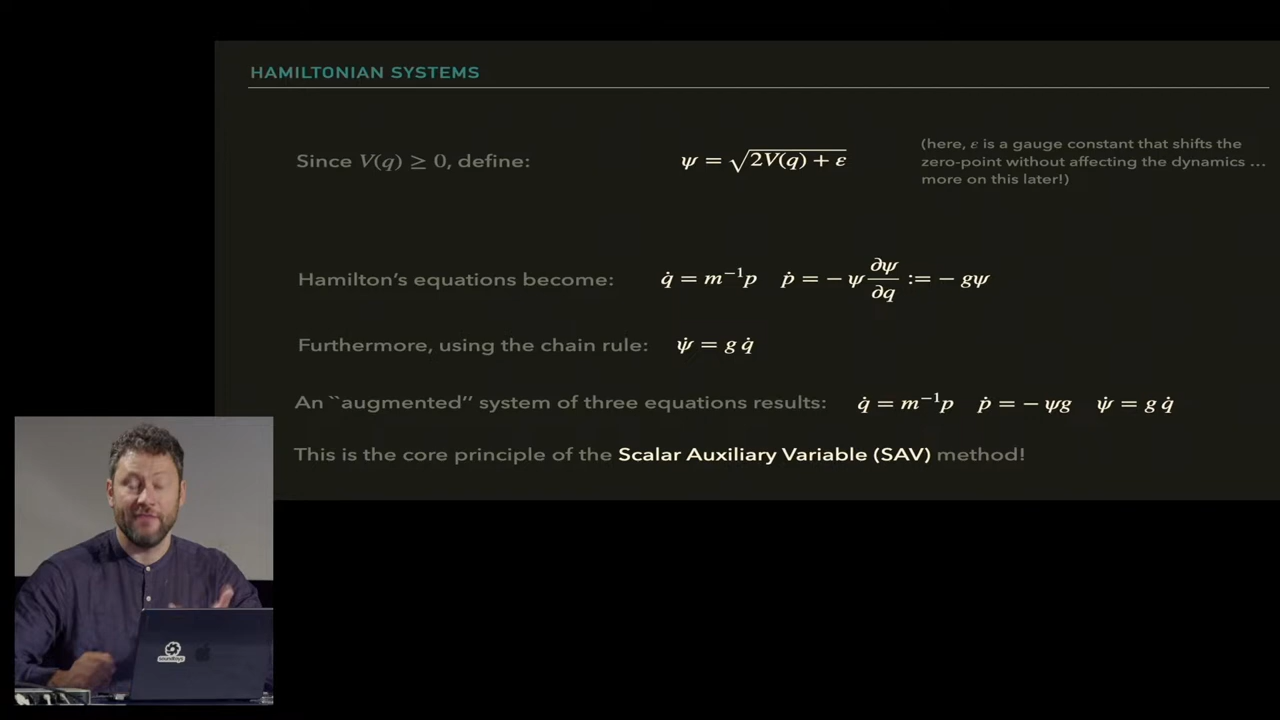 HAMILTONIAN SYSTEMS
Since V(q) ≥ 0, define: ψ = √(2V(q) + ε)
(here, ε is a gauge constant that shifts the
zero-point without affecting the dynamics …
more on this later!)
Hamilton's equations become: q̇ = m⁻¹p ṗ = − ψ ∂ψ/∂q := − gψ
Furthermore, using the chain rule: ψ̇ = g q̇
An ``augmented'' system of three equations results: q̇ = m⁻¹p ṗ = − ψg ψ̇ = g q̇
This is the core principle of the Scalar Auxiliary Variable (SAV) method!
soundtoys